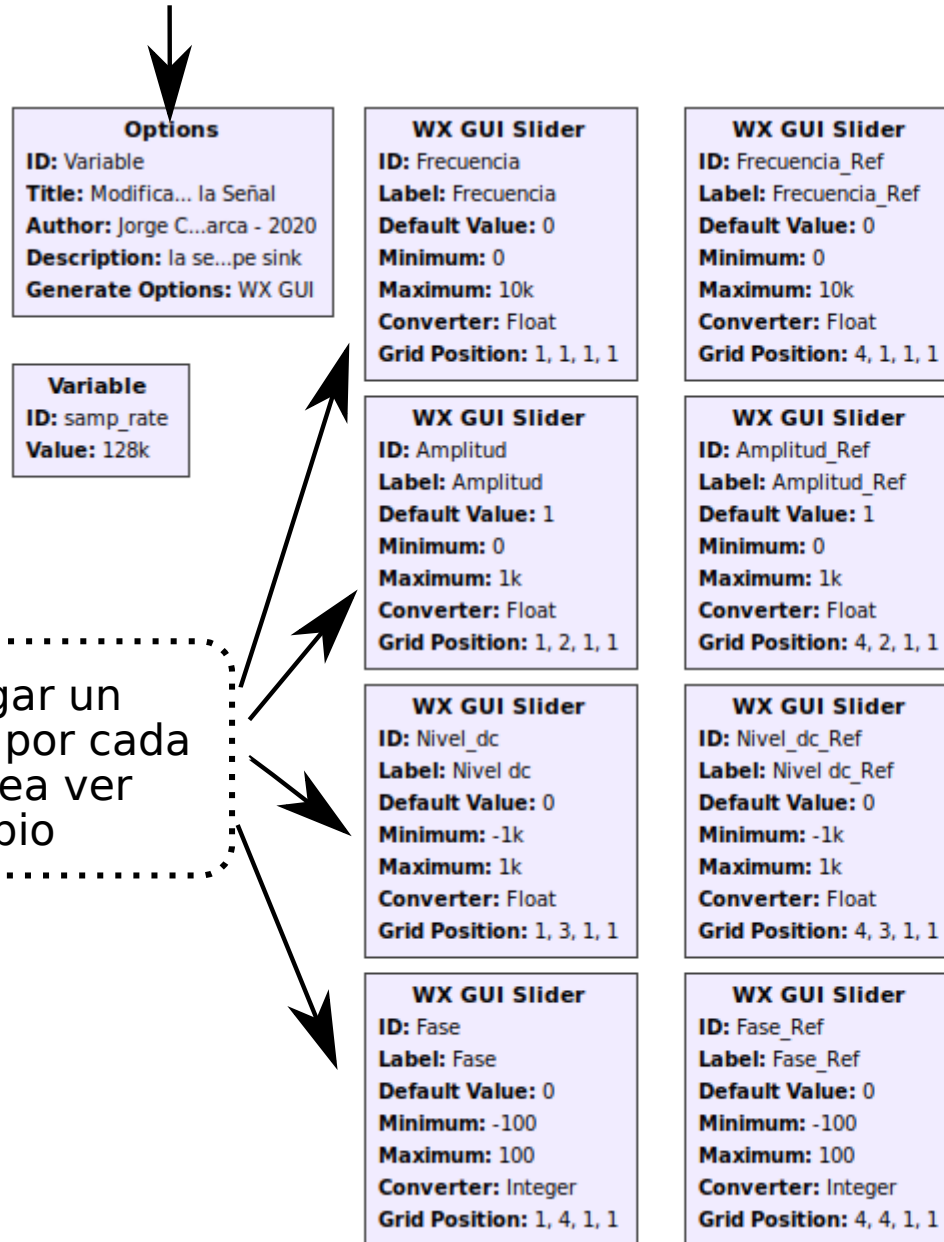 Options
ID: Variable
Title: Modifica... la Señal
Author: Jorge C...arca - 2020
Description: la se...pe sink
Generate Options: WX GUI
Variable
ID: samp_rate
Value: 128k
gar un
por cada
ea ver
bio
WX GUI Slider
ID: Frecuencia
Label: Frecuencia
Default Value: 0
Minimum: 0
Maximum: 10k
Converter: Float
Grid Position: 1, 1, 1, 1
WX GUI Slider
ID: Amplitud
Label: Amplitud
Default Value: 1
Minimum: 0
Maximum: 1k
Converter: Float
Grid Position: 1, 2, 1, 1
WX GUI Slider
ID: Nivel_dc
Label: Nivel dc
Default Value: 0
Minimum: -1k
Maximum: 1k
Converter: Float
Grid Position: 1, 3, 1, 1
WX GUI Slider
ID: Fase
Label: Fase
Default Value: 0
Minimum: -100
Maximum: 100
Converter: Integer
Grid Position: 1, 4, 1, 1
WX GUI Slider
ID: Frecuencia_Ref
Label: Frecuencia_Ref
Default Value: 0
Minimum: 0
Maximum: 10k
Converter: Float
Grid Position: 4, 1, 1, 1
WX GUI Slider
ID: Amplitud_Ref
Label: Amplitud_Ref
Default Value: 1
Minimum: 0
Maximum: 1k
Converter: Float
Grid Position: 4, 2, 1, 1
WX GUI Slider
ID: Nivel_dc_Ref
Label: Nivel dc_Ref
Default Value: 0
Minimum: -1k
Maximum: 1k
Converter: Float
Grid Position: 4, 3, 1, 1
WX GUI Slider
ID: Fase_Ref
Label: Fase_Ref
Default Value: 0
Minimum: -100
Maximum: 100
Converter: Integer
Grid Position: 4, 4, 1, 1